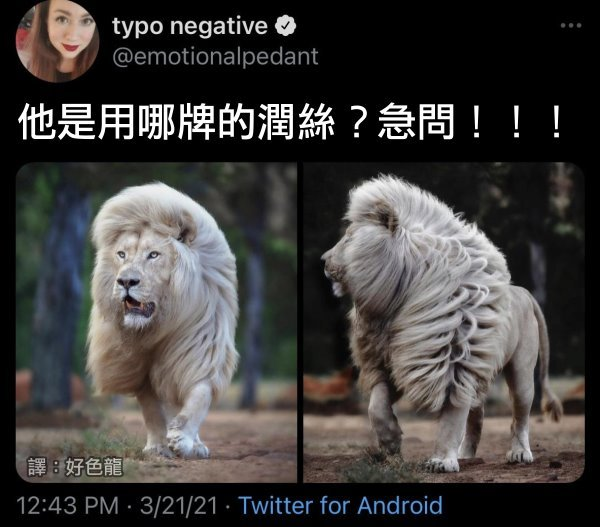 typo negative
@emotionalpedant
他是用哪牌的潤絲？急問！！！
譯：好色龍
12:43 PM · 3/21/21 · Twitter for Android